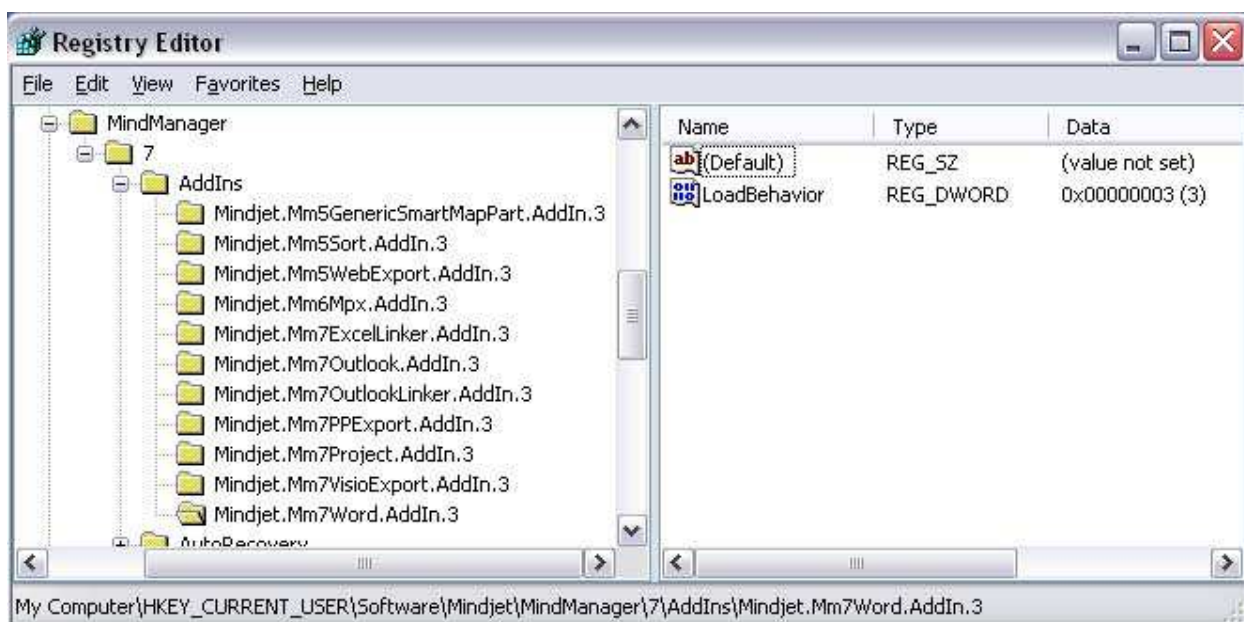 Registry Editor
File Edit View Favorites Help
MindManager
7
AddIns
Mindjet.Mm5GenericSmartMapPart.AddIn.3
Mindjet.Mm5Sort.AddIn.3
Mindjet.Mm5WebExport.AddIn.3
Mindjet.Mm6Mpx.AddIn.3
Mindjet.Mm7ExcelLinker.AddIn.3
Mindjet.Mm7Outlook.AddIn.3
Mindjet.Mm7OutlookLinker.AddIn.3
Mindjet.Mm7PPExport.AddIn.3
Mindjet.Mm7Project.AddIn.3
Mindjet.Mm7VisioExport.AddIn.3
Mindjet.Mm7Word.AddIn.3
AutoRecovery
Name Type Data
(Default) REG_SZ (value not set)
LoadBehavior REG_DWORD 0x00000003 (3)
My Computer\HKEY_CURRENT_USER\Software\Mindjet\MindManager\7\AddIns\Mindjet.Mm7Word.AddIn.3